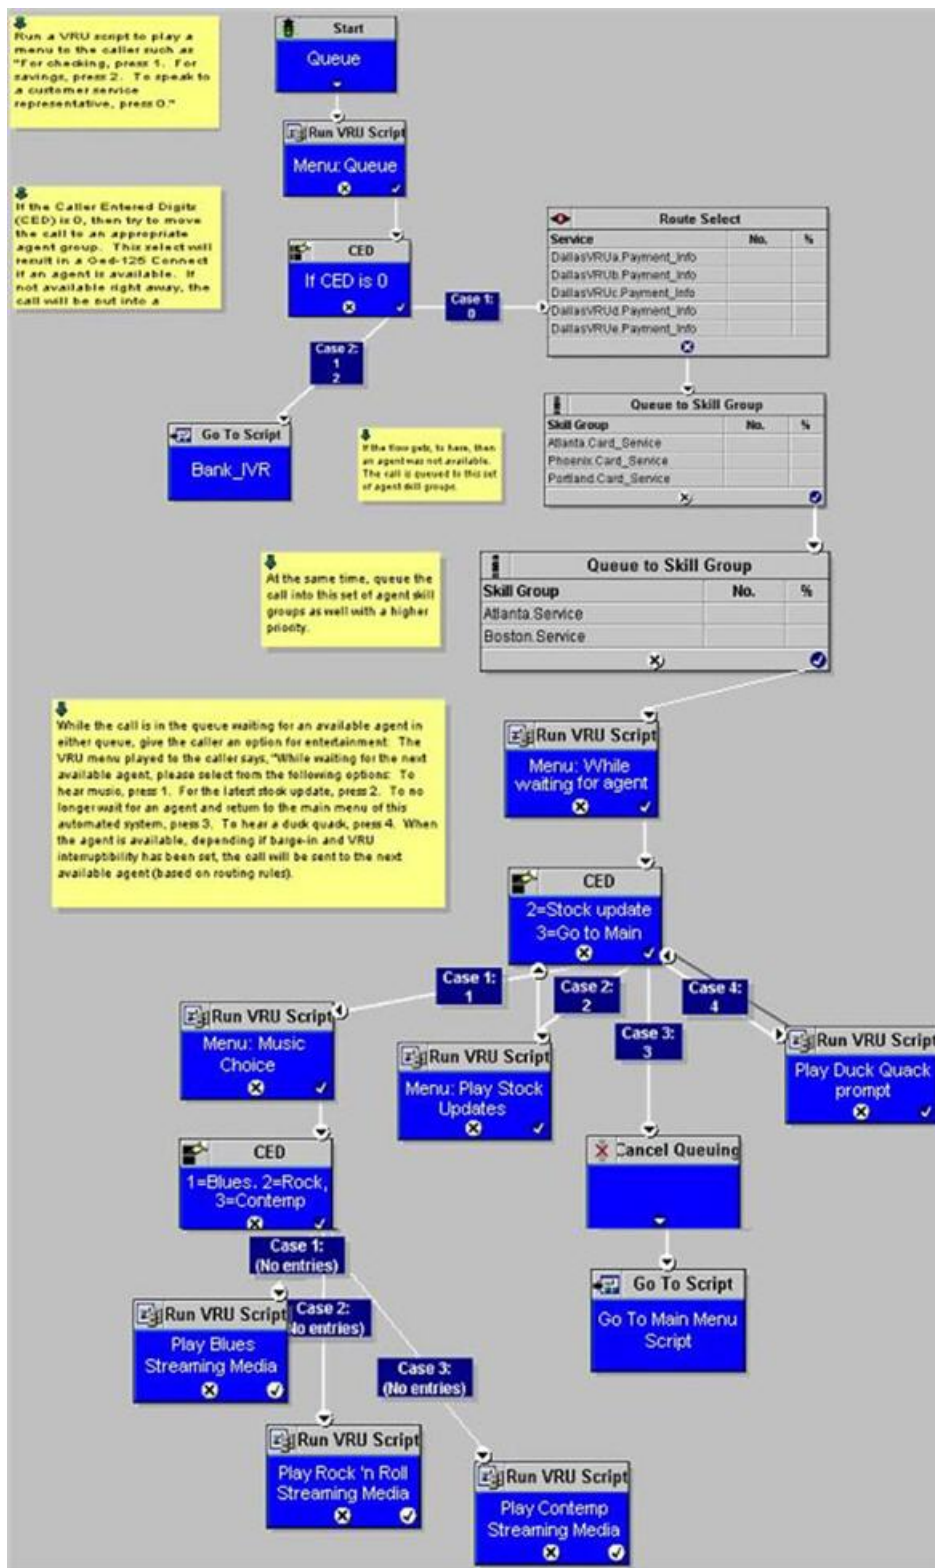 Run a VRU script to play a
menu to the caller such as
"For checking, press 1. For
savings, press 2. To speak to
a customer service
representative, press 0."
Start
Queue
Run VRU Script
Menu: Queue
If the Caller Entered Digitz
(CED) is 0, then try to move
the call to an appropriate
agent group. This select will
result in a Ged-125 Connect
if an agent is available. If
not available right away, the
call will be put into a
CED
If CED is 0
Case 1:
0
Case 2:
1
2
Route Select
Service No. %
DallasVRUa.Payment_Info
DallasVRUb.Payment_Info
DallasVRUc.Payment_Info
DallasVRUd.Payment_Info
DallasVRUe.Payment_Info
Go To Script
Bank_IVR
If the flow gets, to here, then
an agent was not available.
The call is queued to this set
of agent skill groups.
Queue to Skill Group
Skill Group No. %
Atlanta.Card_Service
Phoenix.Card_Service
Portland.Card_Service
At the same time, queue the
call into this set of agent skill
groups as well with a higher
priority.
Queue to Skill Group
Skill Group No. %
Atlanta.Service
Boston.Service
While the call is in the queue waiting for an available agent in
either queue, give the caller an option for entertainment: The
VRU menu played to the caller says, "While waiting for the next
available agent, please select from the following options: To
hear music, press 1. For the latest stock update, press 2. To no
longer wait for an agent and return to the main menu of this
automated system, press 3. To hear a duck quack, press 4. When
the agent is available, depending if barge-in and VRU
interruptibility has been set, the call will be sent to the next
available agent (based on routing rules).
Run VRU Script
Menu: While
waiting for agent
CED
2=Stock update
3=Go to Main
Case 1:
1
Case 2:
2
Case 3:
3
Case 4:
4
Run VRU Script
Menu: Music
Choice
Run VRU Script
Menu: Play Stock
Updates
Run VRU Script
Play Duck Quack
prompt
CED
1=Blues. 2=Rock,
3=Contemp
Cancel Queuing
Case 1:
(No entries)
Case 2:
No entries)
Case 3:
(No entries)
Go To Script
Go To Main Menu
Script
Run VRU Script
Play Blues
Streaming Media
Run VRU Script
Play Rock 'n Roll
Streaming Media
Run VRU Script
Play Contemp
Streaming Media